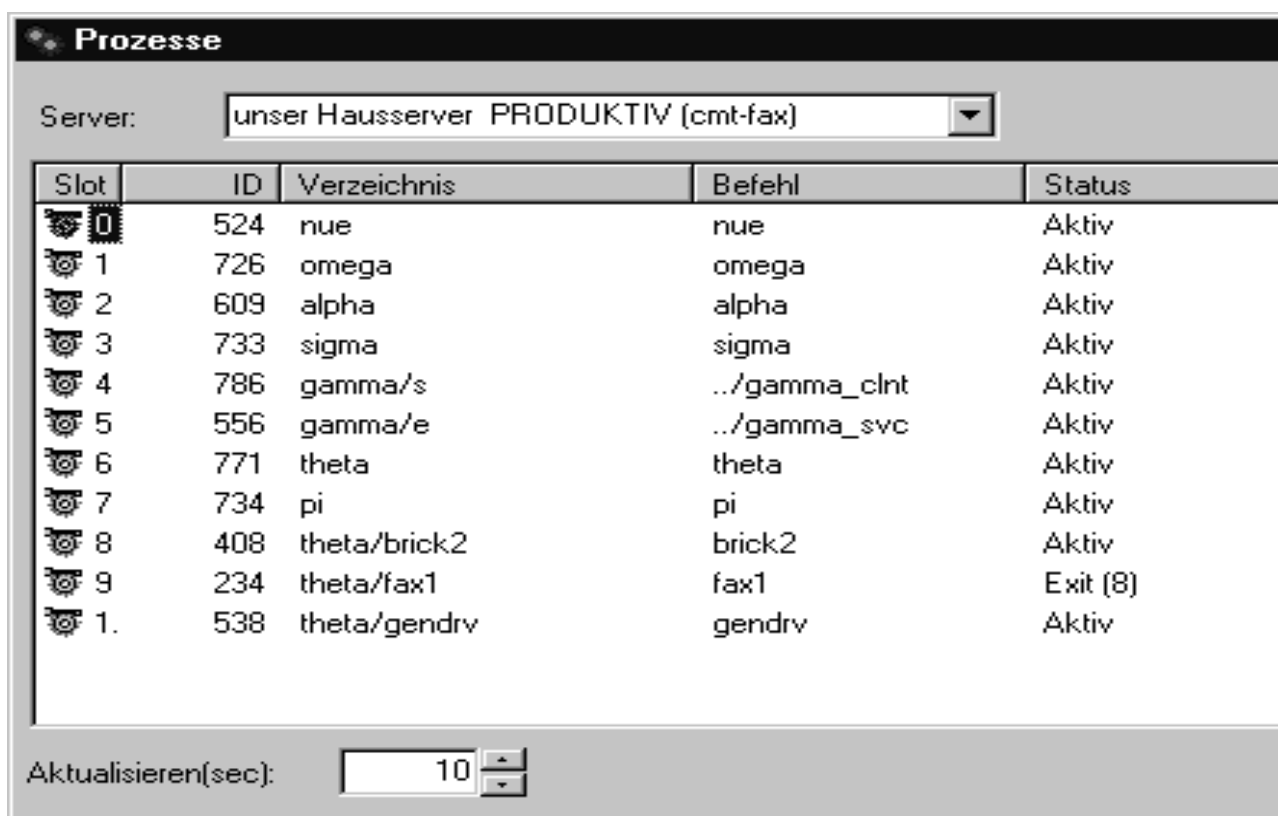 Prozesse
Server: unser Hausserver PRODUKTIV (cmt-fax)
Slot ID Verzeichnis Befehl Status
0 524 nue nue Aktiv
1 726 omega omega Aktiv
2 609 alpha alpha Aktiv
3 733 sigma sigma Aktiv
4 786 gamma/s ../gamma_clnt Aktiv
5 556 gamma/e ../gamma_svc Aktiv
6 771 theta theta Aktiv
7 734 pi pi Aktiv
8 408 theta/brick2 brick2 Aktiv
9 234 theta/fax1 fax1 Exit (8)
1. 538 theta/gendrv gendrv Aktiv
Aktualisieren(sec): 10